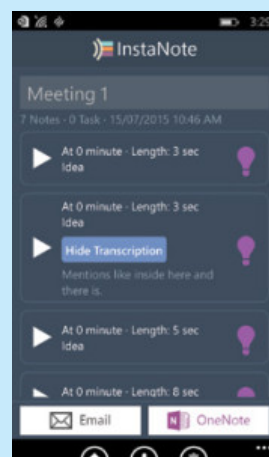 3:29
InstaNote
Meeting 1
7 Notes - 0 Task - 15/07/2015 10:46 AM
At 0 minute - Length: 3 sec
Idea
At 0 minute - Length: 3 sec
Idea
Hide Transcription
Mentions like inside here and
there is.
At 0 minute - Length: 5 sec
Idea
At 0 minute - Length: 8 sec
Email
N OneNote